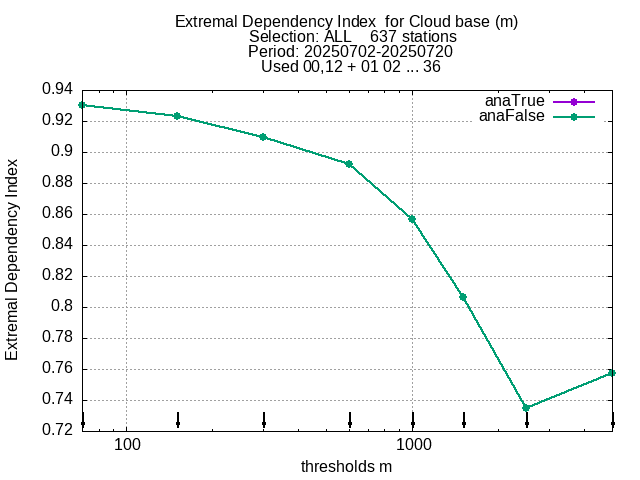 Extremal Dependency Index  for Cloud base (m)
Selection: ALL    637 stations
Period: 20250702-20250720
Used 00,12 + 01 02 ... 36
anaTrue
anaFalse
0.94
0.92
0.9
0.88
0.86
0.84
0.82
0.8
0.78
0.76
0.74
0.72
Extremal Dependency Index
100
1000
thresholds m